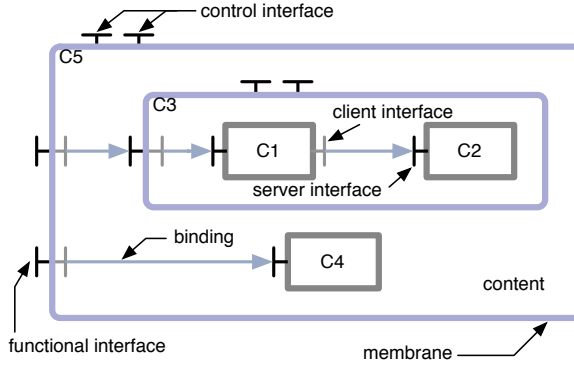 control interface
C5
C3
client interface
C1
C2
server interface
binding
C4
content
functional interface
membrane